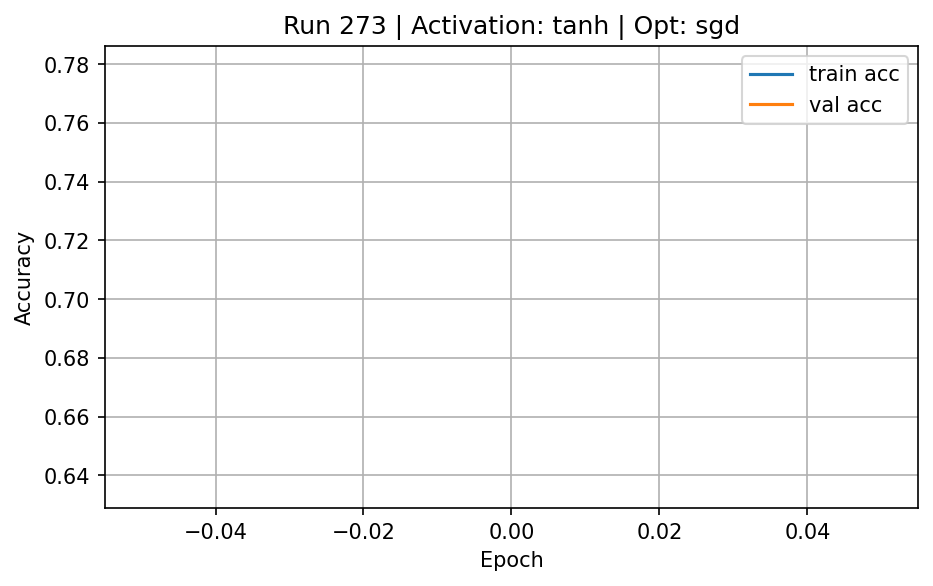 Run 273 | Activation: tanh | Opt: sgd
train acc
val acc
0.78
0.76
0.74
0.72
0.70
0.68
0.66
0.64
Accuracy
−0.04
−0.02
0.00
0.02
0.04
Epoch